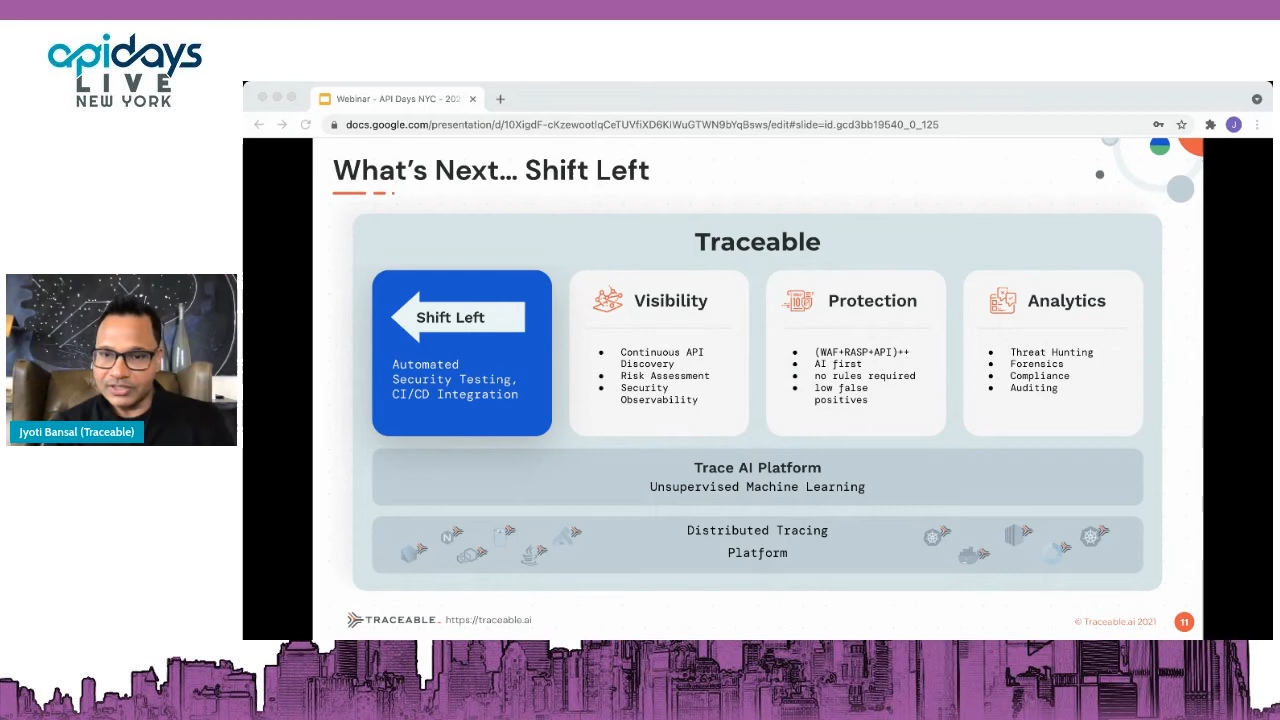 apidays
LIVE
NEW YORK
Webinar - API Days NYC - 202
docs.google.com/presentation/d/10XigdF-cKzewootIqCeTUVfiXD6KIWuGTWN9bYqBsws/edit#slide=id.gcd3bb19540_0_125
J
What's Next... Shift Left
Traceable
Shift Left
Automated
Security Testing,
CI/CD Integration
Visibility
● Continuous API
Discovery
● Risk Assessment
● Security
Observability
Protection
● (WAF+RASP+API)++
● AI first
● no rules required
● low false
positives
Analytics
● Threat Hunting
● Forensics
● Compliance
● Auditing
Trace AI Platform
Unsupervised Machine Learning
Distributed Tracing
Platform
Jyoti Bansal (Traceable)
TRACEABLE https://traceable.ai
© Traceable.ai 2021
11